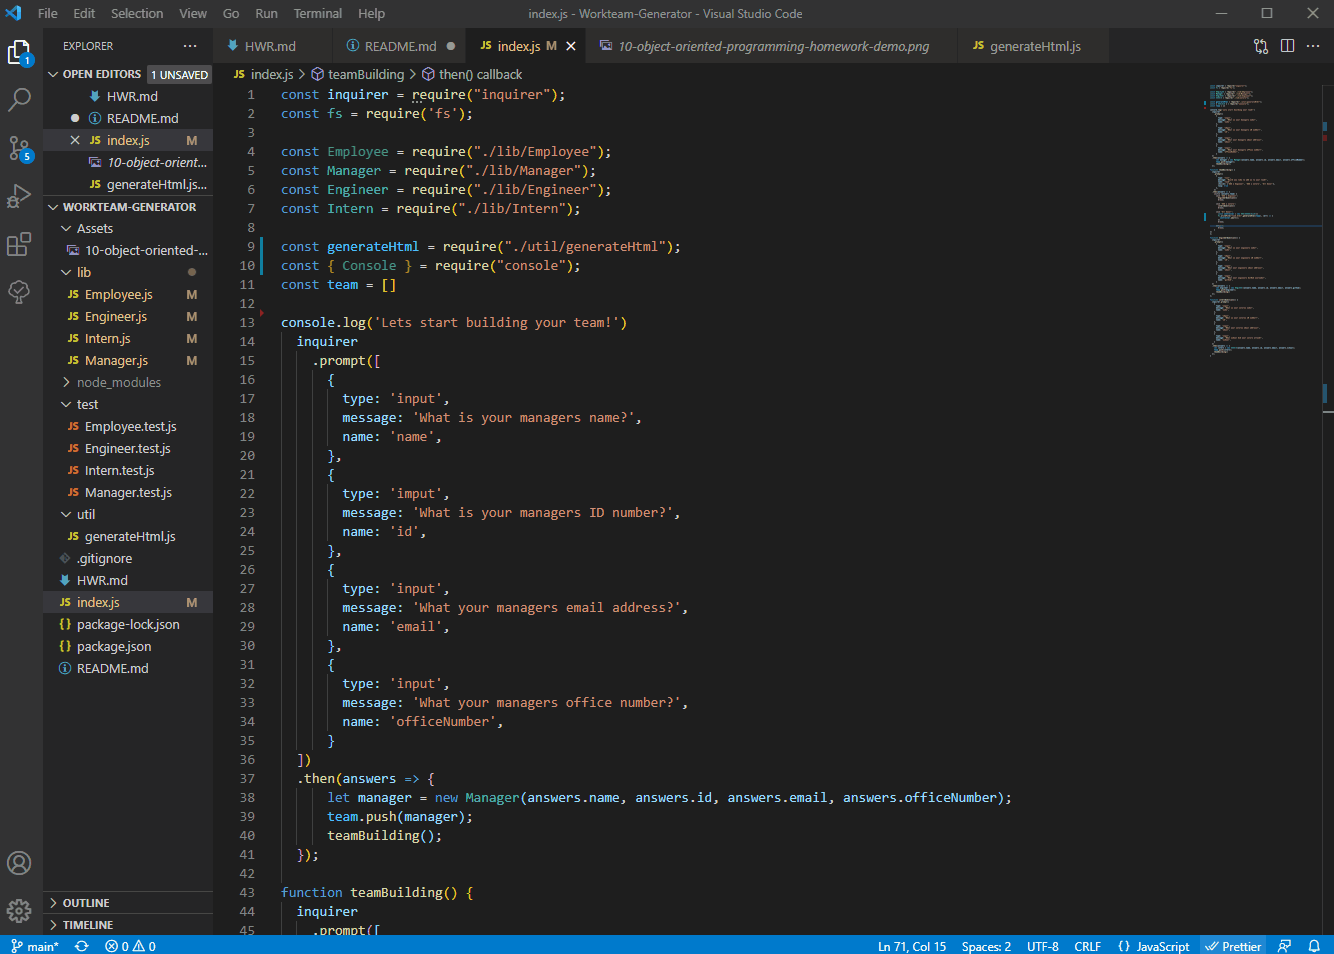 File Edit Selection View Go Run Terminal Help
index.js - Workteam-Generator - Visual Studio Code
EXPLORER
HWR.md
README.md
index.js M
10-object-oriented-programming-homework-demo.png
generateHtml.js
OPEN EDITORS 1 UNSAVED
HWR.md
README.md
index.js M
10-object-orient...
generateHtml.js...
WORKTEAM-GENERATOR
Assets
10-object-oriented-...
lib
Employee.js M
Engineer.js M
Intern.js M
Manager.js M
node_modules
test
Employee.test.js
Engineer.test.js
Intern.test.js
Manager.test.js
util
generateHtml.js
.gitignore
HWR.md
index.js M
package-lock.json
package.json
README.md
OUTLINE
TIMELINE
1
5
index.js > teamBuilding > then() callback
1 const inquirer = require("inquirer");
2 const fs = require('fs');
3
4 const Employee = require("./lib/Employee");
5 const Manager = require("./lib/Manager");
6 const Engineer = require("./lib/Engineer");
7 const Intern = require("./lib/Intern");
8
9 const generateHtml = require("./util/generateHtml");
10 const { Console } = require("console");
11 const team = []
12
13 console.log('Lets start building your team!')
14 inquirer
15 .prompt([
16 {
17 type: 'input',
18 message: 'What is your managers name?',
19 name: 'name',
20 },
21 {
22 type: 'imput',
23 message: 'What is your managers ID number?',
24 name: 'id',
25 },
26 {
27 type: 'input',
28 message: 'What your managers email address?',
29 name: 'email',
30 },
31 {
32 type: 'input',
33 message: 'What your managers office number?',
34 name: 'officeNumber',
35 }
36 ])
37 .then(answers => {
38 let manager = new Manager(answers.name, answers.id, answers.email, answers.officeNumber);
39 team.push(manager);
40 teamBuilding();
41 });
42
43 function teamBuilding() {
44 inquirer
45 .prompt([
main* 0 0 Ln 71, Col 15 Spaces: 2 UTF-8 CRLF {} JavaScript Prettier